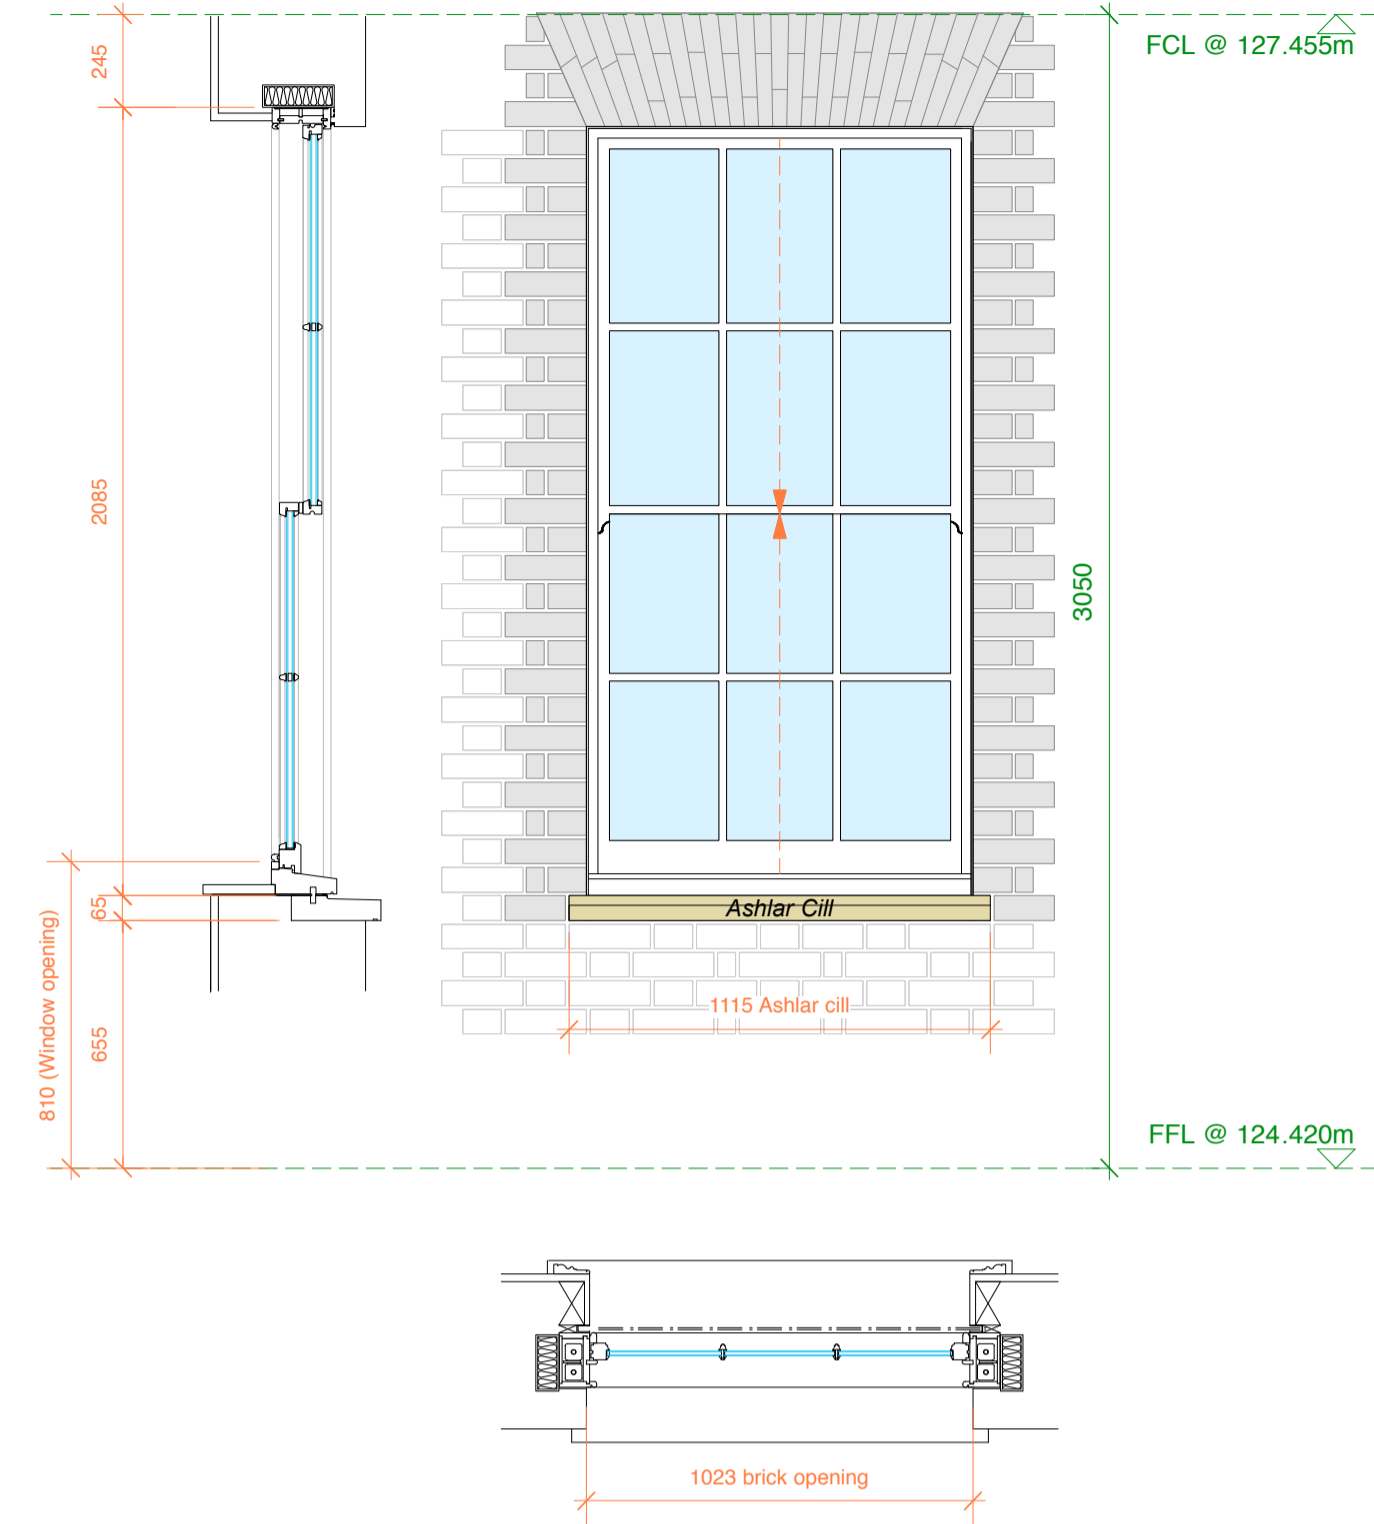 245
FCL @ 127.455m
2085
3050
Ashlar Cill
65
810 (Window opening)
655
1115 Ashlar cill
FFL @ 124.420m
1023 brick opening